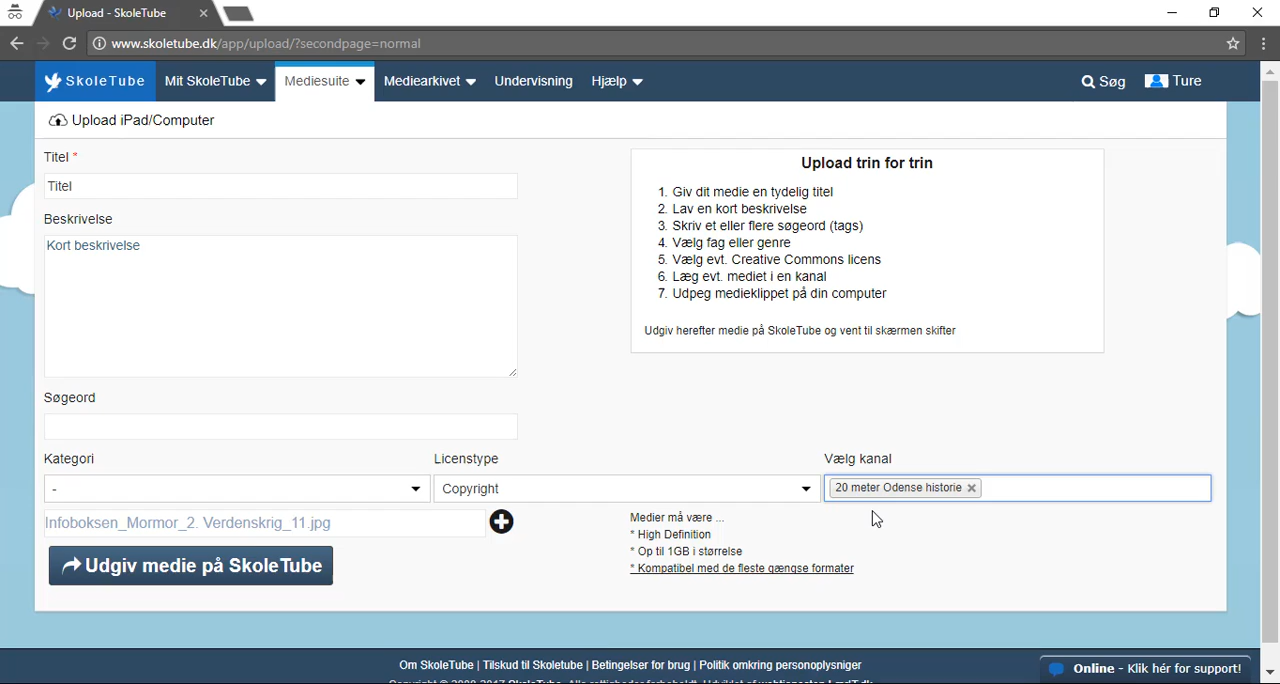 Upload - SkoleTube
www.skoletube.dk/app/upload/?secondpage=normal
SkoleTube Mit SkoleTube Mediesuite Mediearkivet Undervisning Hjælp Søg Ture
Upload iPad/Computer
Titel *
Titel
Beskrivelse
Kort beskrivelse
Upload trin for trin
1. Giv dit medie en tydelig titel
2. Lav en kort beskrivelse
3. Skriv et eller flere søgeord (tags)
4. Vælg fag eller genre
5. Vælg evt. Creative Commons licens
6. Læg evt. mediet i en kanal
7. Udpeg medieklippet på din computer
Udgiv herefter medie på SkoleTube og vent til skærmen skifter
Søgeord
Kategori Licenstype Vælg kanal
- Copyright 20 meter Odense historie
Infoboksen_Mormor_2. Verdenskrig_11.jpg
Udgiv medie på SkoleTube
Medier må være ...
* High Definition
* Op til 1GB i størrelse
* Kompatibel med de fleste gængse formater
Om SkoleTube | Tilskud til Skoletube | Betingelser for brug | Politik omkring personoplysniger
Online - Klik hér for support!